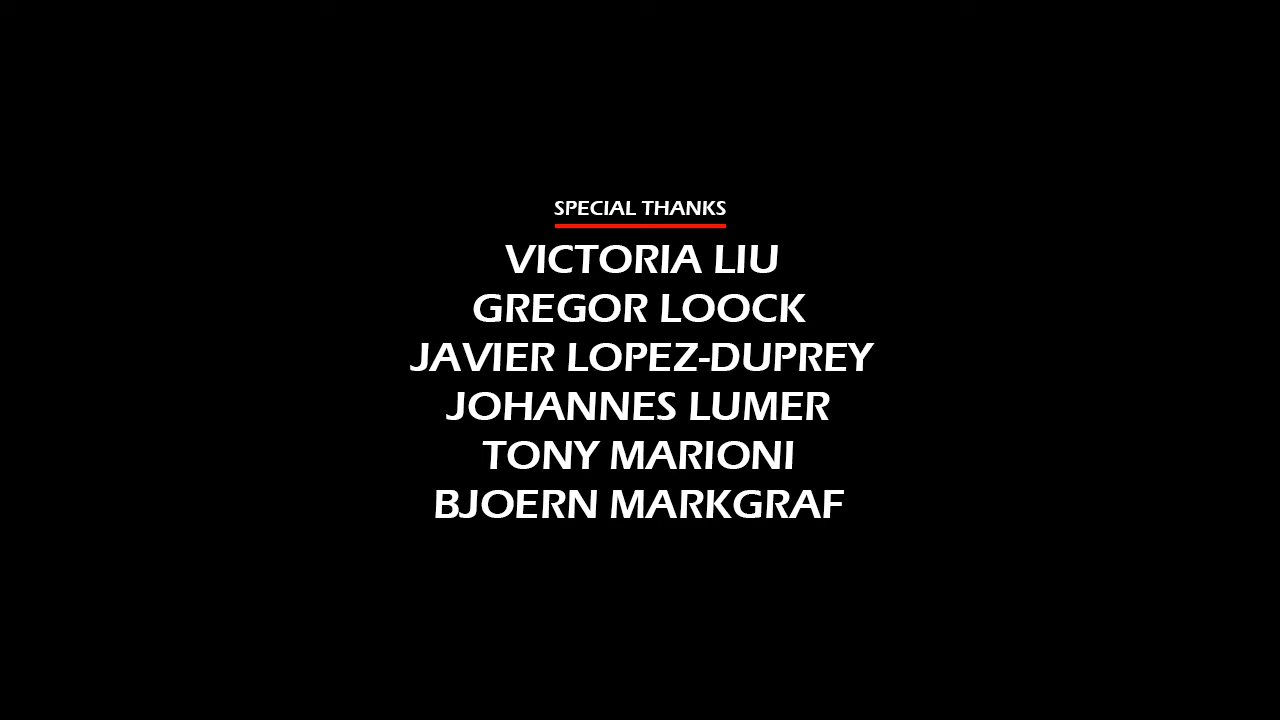 SPECIAL THANKS
VICTORIA LIU
GREGOR LOOCK
JAVIER LOPEZ-DUPREY
JOHANNES LUMER
TONY MARIONI
BJOERN MARKGRAF